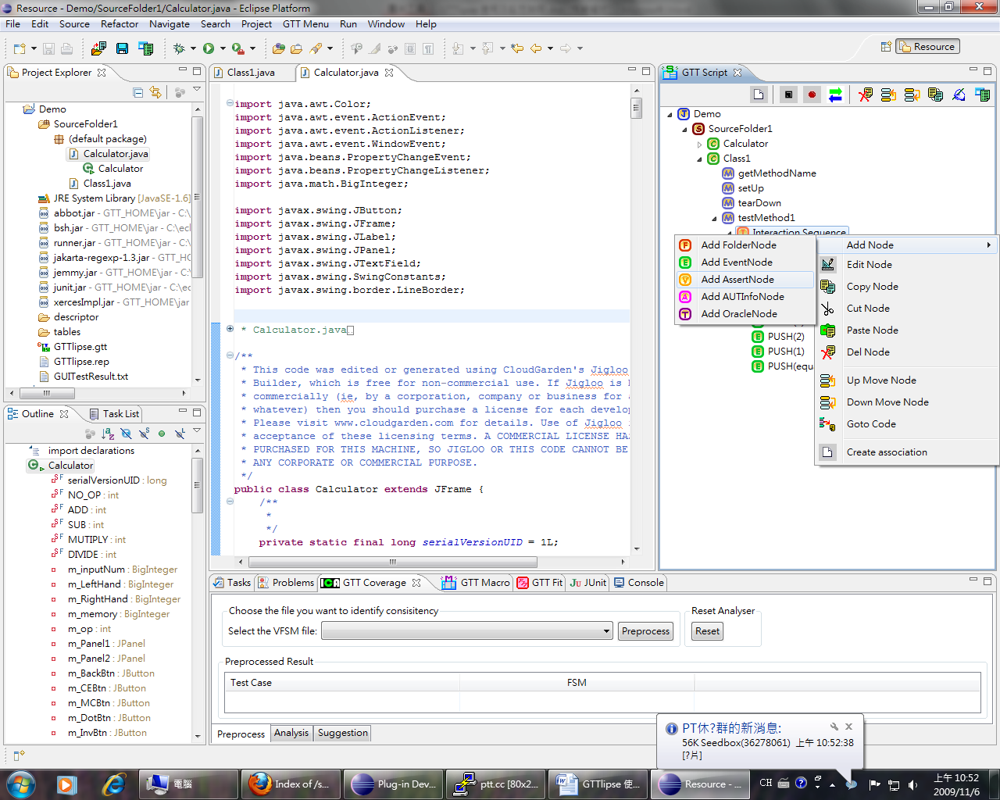 Resource - Demo/SourceFolder1/Calculator.java - Eclipse Platform
File Edit Source Refactor Navigate Search Project GTT Menu Run Window Help
Resource
Project Explorer
Demo
SourceFolder1
(default package)
Calculator.java
Calculator
Class1.java
JRE System Library [JavaSE-1.6]
abbot.jar - GTT_HOME\jar - C:\
bsh.jar - GTT_HOME\jar - C:\ecl
runner.jar - GTT_HOME\jar - C:\
jakarta-regexp-1.3.jar - GTT_HO
jemmy.jar - GTT_HOME\jar - C:\
junit.jar - GTT_HOME\jar - C:\ec
xercesImpl.jar - GTT_HOME\jar
descriptor
tables
GTTlipse.gtt
GTTlipse.rep
GUITestResult.txt
Outline Task List
import declarations
Calculator
serialVersionUID : long
NO_OP : int
ADD : int
SUB : int
MUTIPLY : int
DIVIDE : int
m_inputNum : BigInteger
m_LeftHand : BigInteger
m_RightHand : BigInteger
m_memory : BigInteger
m_op : int
m_Panel1 : JPanel
m_Panel2 : JPanel
m_BackBtn : JButton
m_CEBtn : JButton
m_MCBtn : JButton
m_DotBtn : JButton
m_InvBtn : JButton
Class1.java Calculator.java
import java.awt.Color;
import java.awt.event.ActionEvent;
import java.awt.event.ActionListener;
import java.awt.event.WindowEvent;
import java.beans.PropertyChangeEvent;
import java.beans.PropertyChangeListener;
import java.math.BigInteger;
import javax.swing.JButton;
import javax.swing.JFrame;
import javax.swing.JLabel;
import javax.swing.JPanel;
import javax.swing.JTextField;
import javax.swing.SwingConstants;
import javax.swing.border.LineBorder;
* Calculator.java
/**
* This code was edited or generated using CloudGarden's Jigloo
* Builder, which is free for non-commercial use. If Jigloo is
* commercially (ie, by a corporation, company or business for
* whatever) then you should purchase a license for each develop
* Please visit www.cloudgarden.com for details. Use of Jigloo
* acceptance of these licensing terms. A COMMERCIAL LICENSE HA
* PURCHASED FOR THIS MACHINE, SO JIGLOO OR THIS CODE CANNOT BE
* ANY CORPORATE OR COMMERCIAL PURPOSE.
*/
public class Calculator extends JFrame {
/**
*
*/
private static final long serialVersionUID = 1L;
GTT Script
Demo
SourceFolder1
Calculator
Class1
getMethodName
setUp
tearDown
testMethod1
Interaction Sequence
PUSH(2)
PUSH(1)
PUSH(equ
Add FolderNode
Add EventNode
Add AssertNode
Add AUTInfoNode
Add OracleNode
Add Node
Edit Node
Copy Node
Cut Node
Paste Node
Del Node
Up Move Node
Down Move Node
Goto Code
Create association
Tasks Problems GTT Coverage GTT Macro GTT Fit JUnit Console
Choose the file you want to identify consisitency
Select the VFSM file: Preprocess
Reset Analyser
Reset
Preprocessed Result
Test Case FSM
Preprocess Analysis Suggestion
PT休?群的新消息:
56K Seedbox(36278061) 上午 10:52:38
[?片]
電腦
Index of /s...
Plug-in Dev...
ptt.cc [80x2...
GTTlipse 使...
Resource - ...
CH
上午 10:52
2009/11/6